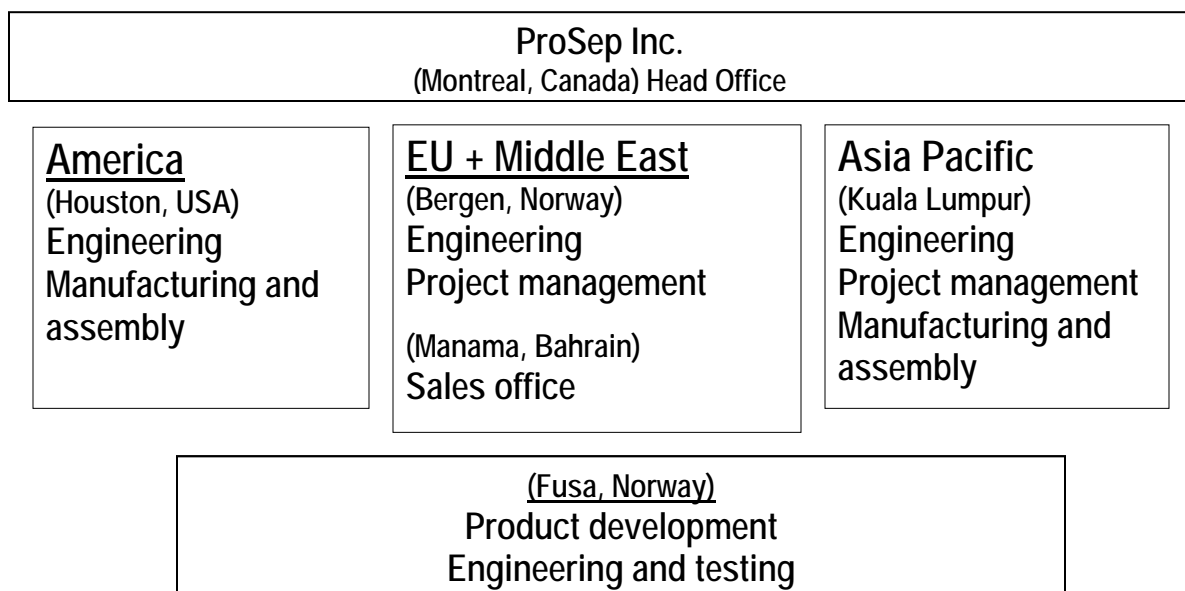 ProSep Inc.
(Montreal, Canada) Head Office
America
(Houston, USA)
Engineering
Manufacturing and
assembly
EU + Middle East
(Bergen, Norway)
Engineering
Project management
(Manama, Bahrain)
Sales office
Asia Pacific
(Kuala Lumpur)
Engineering
Project management
Manufacturing and
assembly
(Fusa, Norway)
Product development
Engineering and testing